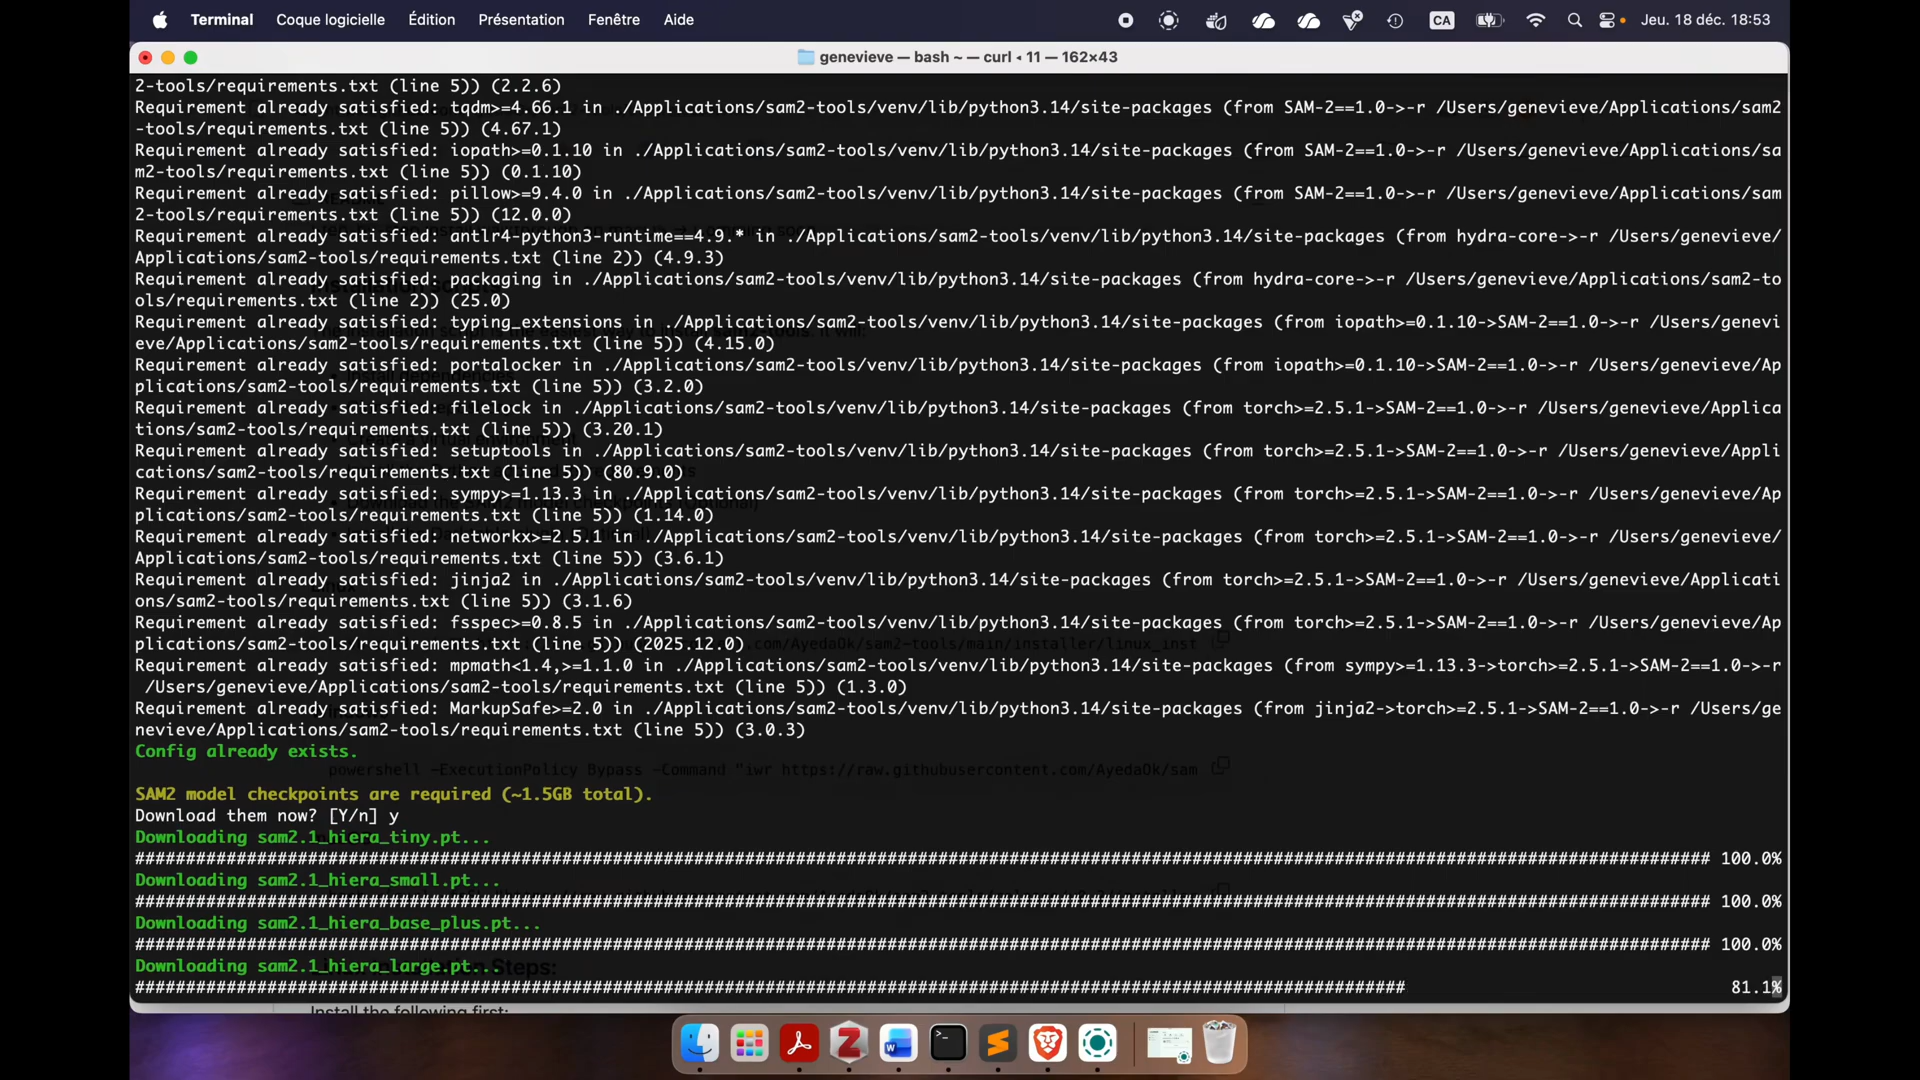 Terminal Coque logicielle Édition Présentation Fenêtre Aide CA Jeu. 18 déc. 18:53
genevieve — bash ~ — curl ◂ 11 — 162×43
2-tools/requirements.txt (line 5)) (2.2.6)
Requirement already satisfied: tqdm>=4.66.1 in ./Applications/sam2-tools/venv/lib/python3.14/site-packages (from SAM-2==1.0->-r /Users/genevieve/Applications/sam2
-tools/requirements.txt (line 5)) (4.67.1)
Requirement already satisfied: iopath>=0.1.10 in ./Applications/sam2-tools/venv/lib/python3.14/site-packages (from SAM-2==1.0->-r /Users/genevieve/Applications/sa
m2-tools/requirements.txt (line 5)) (0.1.10)
Requirement already satisfied: pillow>=9.4.0 in ./Applications/sam2-tools/venv/lib/python3.14/site-packages (from SAM-2==1.0->-r /Users/genevieve/Applications/sam
2-tools/requirements.txt (line 5)) (12.0.0)
Requirement already satisfied: antlr4-python3-runtime==4.9.* in ./Applications/sam2-tools/venv/lib/python3.14/site-packages (from hydra-core->-r /Users/genevieve/
Applications/sam2-tools/requirements.txt (line 2)) (4.9.3)
Requirement already satisfied: packaging in ./Applications/sam2-tools/venv/lib/python3.14/site-packages (from hydra-core->-r /Users/genevieve/Applications/sam2-to
ols/requirements.txt (line 2)) (25.0)
Requirement already satisfied: typing_extensions in ./Applications/sam2-tools/venv/lib/python3.14/site-packages (from iopath>=0.1.10->SAM-2==1.0->-r /Users/genevi
eve/Applications/sam2-tools/requirements.txt (line 5)) (4.15.0)
Requirement already satisfied: portalocker in ./Applications/sam2-tools/venv/lib/python3.14/site-packages (from iopath>=0.1.10->SAM-2==1.0->-r /Users/genevieve/Ap
plications/sam2-tools/requirements.txt (line 5)) (3.2.0)
Requirement already satisfied: filelock in ./Applications/sam2-tools/venv/lib/python3.14/site-packages (from torch>=2.5.1->SAM-2==1.0->-r /Users/genevieve/Applica
tions/sam2-tools/requirements.txt (line 5)) (3.20.1)
Requirement already satisfied: setuptools in ./Applications/sam2-tools/venv/lib/python3.14/site-packages (from torch>=2.5.1->SAM-2==1.0->-r /Users/genevieve/Appli
cations/sam2-tools/requirements.txt (line 5)) (80.9.0)
Requirement already satisfied: sympy>=1.13.3 in ./Applications/sam2-tools/venv/lib/python3.14/site-packages (from torch>=2.5.1->SAM-2==1.0->-r /Users/genevieve/Ap
plications/sam2-tools/requirements.txt (line 5)) (1.14.0)
Requirement already satisfied: networkx>=2.5.1 in ./Applications/sam2-tools/venv/lib/python3.14/site-packages (from torch>=2.5.1->SAM-2==1.0->-r /Users/genevieve/
Applications/sam2-tools/requirements.txt (line 5)) (3.6.1)
Requirement already satisfied: jinja2 in ./Applications/sam2-tools/venv/lib/python3.14/site-packages (from torch>=2.5.1->SAM-2==1.0->-r /Users/genevieve/Applicati
ons/sam2-tools/requirements.txt (line 5)) (3.1.6)
Requirement already satisfied: fsspec>=0.8.5 in ./Applications/sam2-tools/venv/lib/python3.14/site-packages (from torch>=2.5.1->SAM-2==1.0->-r /Users/genevieve/Ap
plications/sam2-tools/requirements.txt (line 5)) (2025.12.0)
Requirement already satisfied: mpmath<1.4,>=1.1.0 in ./Applications/sam2-tools/venv/lib/python3.14/site-packages (from sympy>=1.13.3->torch>=2.5.1->SAM-2==1.0->-r
/Users/genevieve/Applications/sam2-tools/requirements.txt (line 5)) (1.3.0)
Requirement already satisfied: MarkupSafe>=2.0 in ./Applications/sam2-tools/venv/lib/python3.14/site-packages (from jinja2->torch>=2.5.1->SAM-2==1.0->-r /Users/ge
nevieve/Applications/sam2-tools/requirements.txt (line 5)) (3.0.3)
Config already exists.
powershell -ExecutionPolicy Bypass -Command "iwr https://raw.githubusercontent.com/AyedaOk/sam
SAM2 model checkpoints are required (~1.5GB total).
Download them now? [Y/n] y
Downloading sam2.1_hiera_tiny.pt...
100.0%
Downloading sam2.1_hiera_small.pt...
100.0%
Downloading sam2.1_hiera_base_plus.pt...
100.0%
Downloading sam2.1_hiera_large.pt...
81.1%
Install the following first: